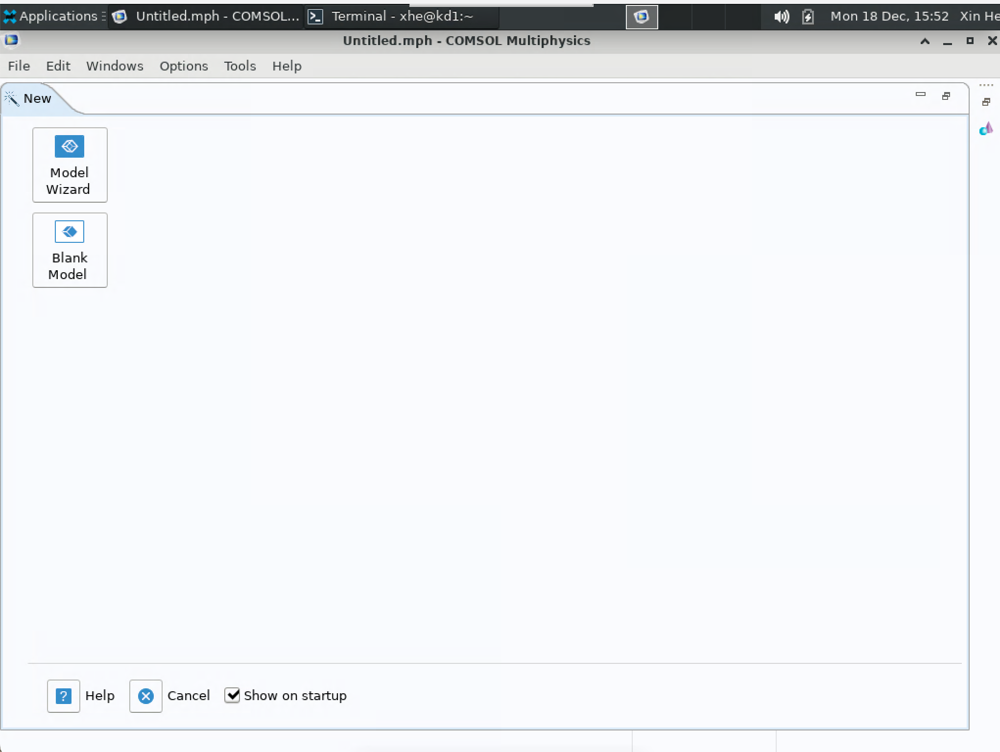 Applications Untitled.mph - COMSOL... Terminal - xhe@kd1:~ Mon 18 Dec, 15:52 Xin He
Untitled.mph - COMSOL Multiphysics
File Edit Windows Options Tools Help
New
Model
Wizard
Blank
Model
? Help Cancel Show on startup